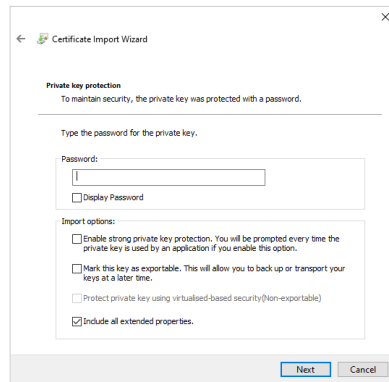 Certificate Import Wizard
Private key protection
To maintain security, the private key was protected with a password.
Type the password for the private key.
Password:
Display Password
Import options:
Enable strong private key protection. You will be prompted every time the
private key is used by an application if you enable this option.
Mark this key as exportable. This will allow you to back up or transport your
keys at a later time.
Protect private key using virtualised-based security(Non-exportable)
Include all extended properties.
Next
Cancel